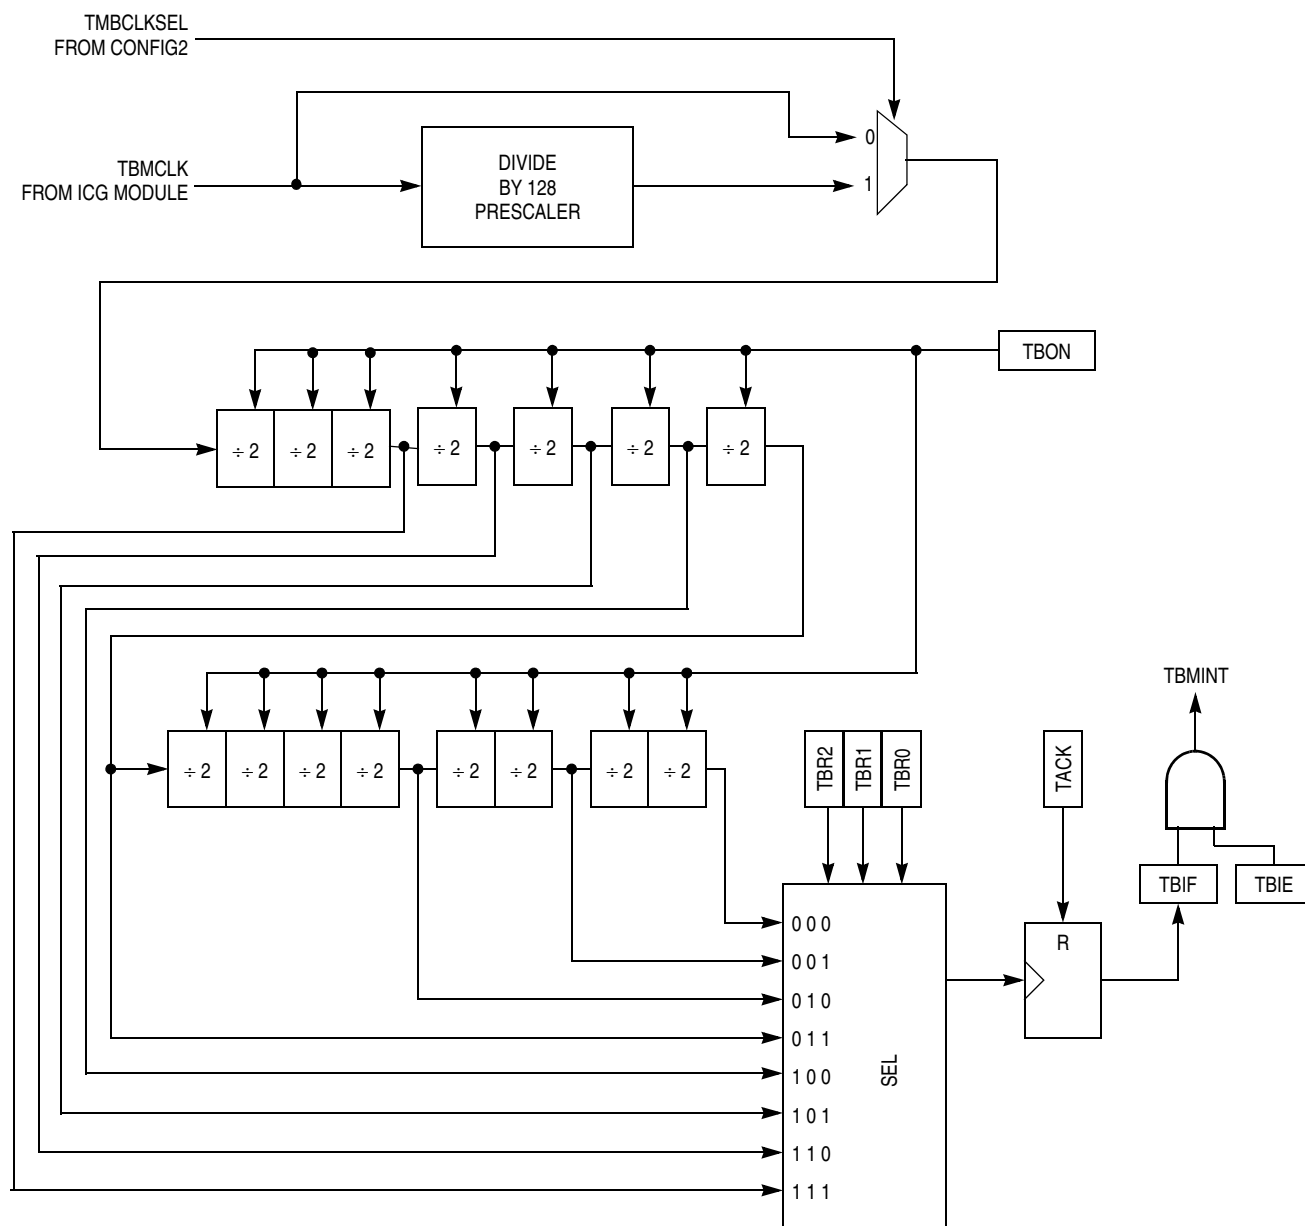 TMBCLKSEL
FROM CONFIG2
TBMCLK
FROM ICG MODULE
DIVIDE
BY 128
PRESCALER
0
1
TBON
÷ 2 ÷ 2 ÷ 2 ÷ 2 ÷ 2 ÷ 2 ÷ 2
÷ 2 ÷ 2 ÷ 2 ÷ 2 ÷ 2 ÷ 2 ÷ 2 ÷ 2
TBR2
TBR1
TBR0
TACK
TBMINT
TBIF
TBIE
R
SEL
0 0 0
0 0 1
0 1 0
0 1 1
1 0 0
1 0 1
1 1 0
1 1 1